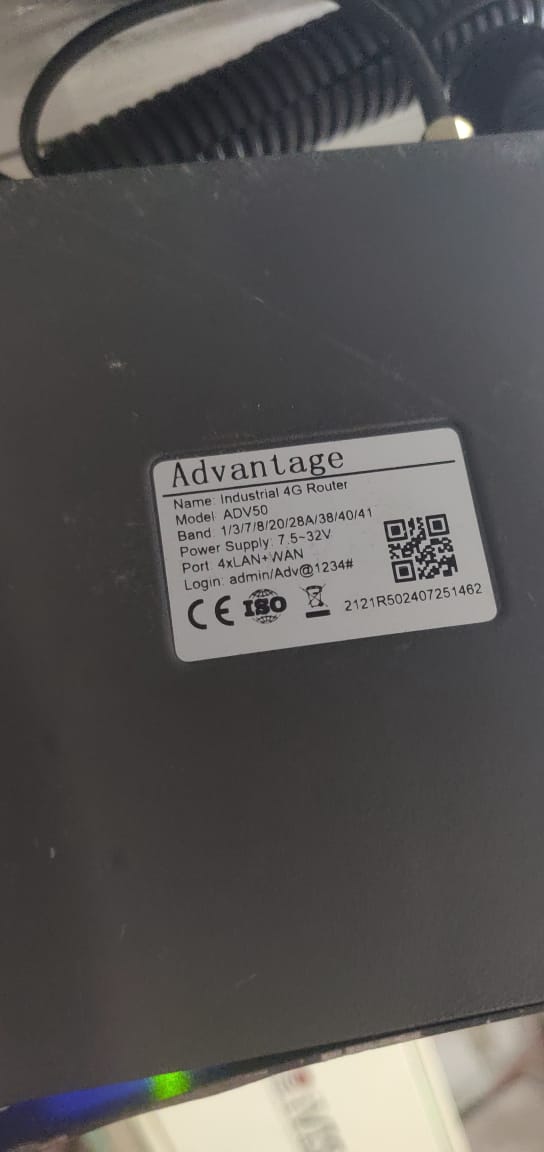 Advantage
Name: Industrial 4G Router
Model: ADV50
Band: 1/3/7/8/20/28A/38/40/41
Power Supply: 7.5~32V
Port: 4xLAN+WAN
Login: admin/Adv@1234#
CE ISO 2121R502407251462